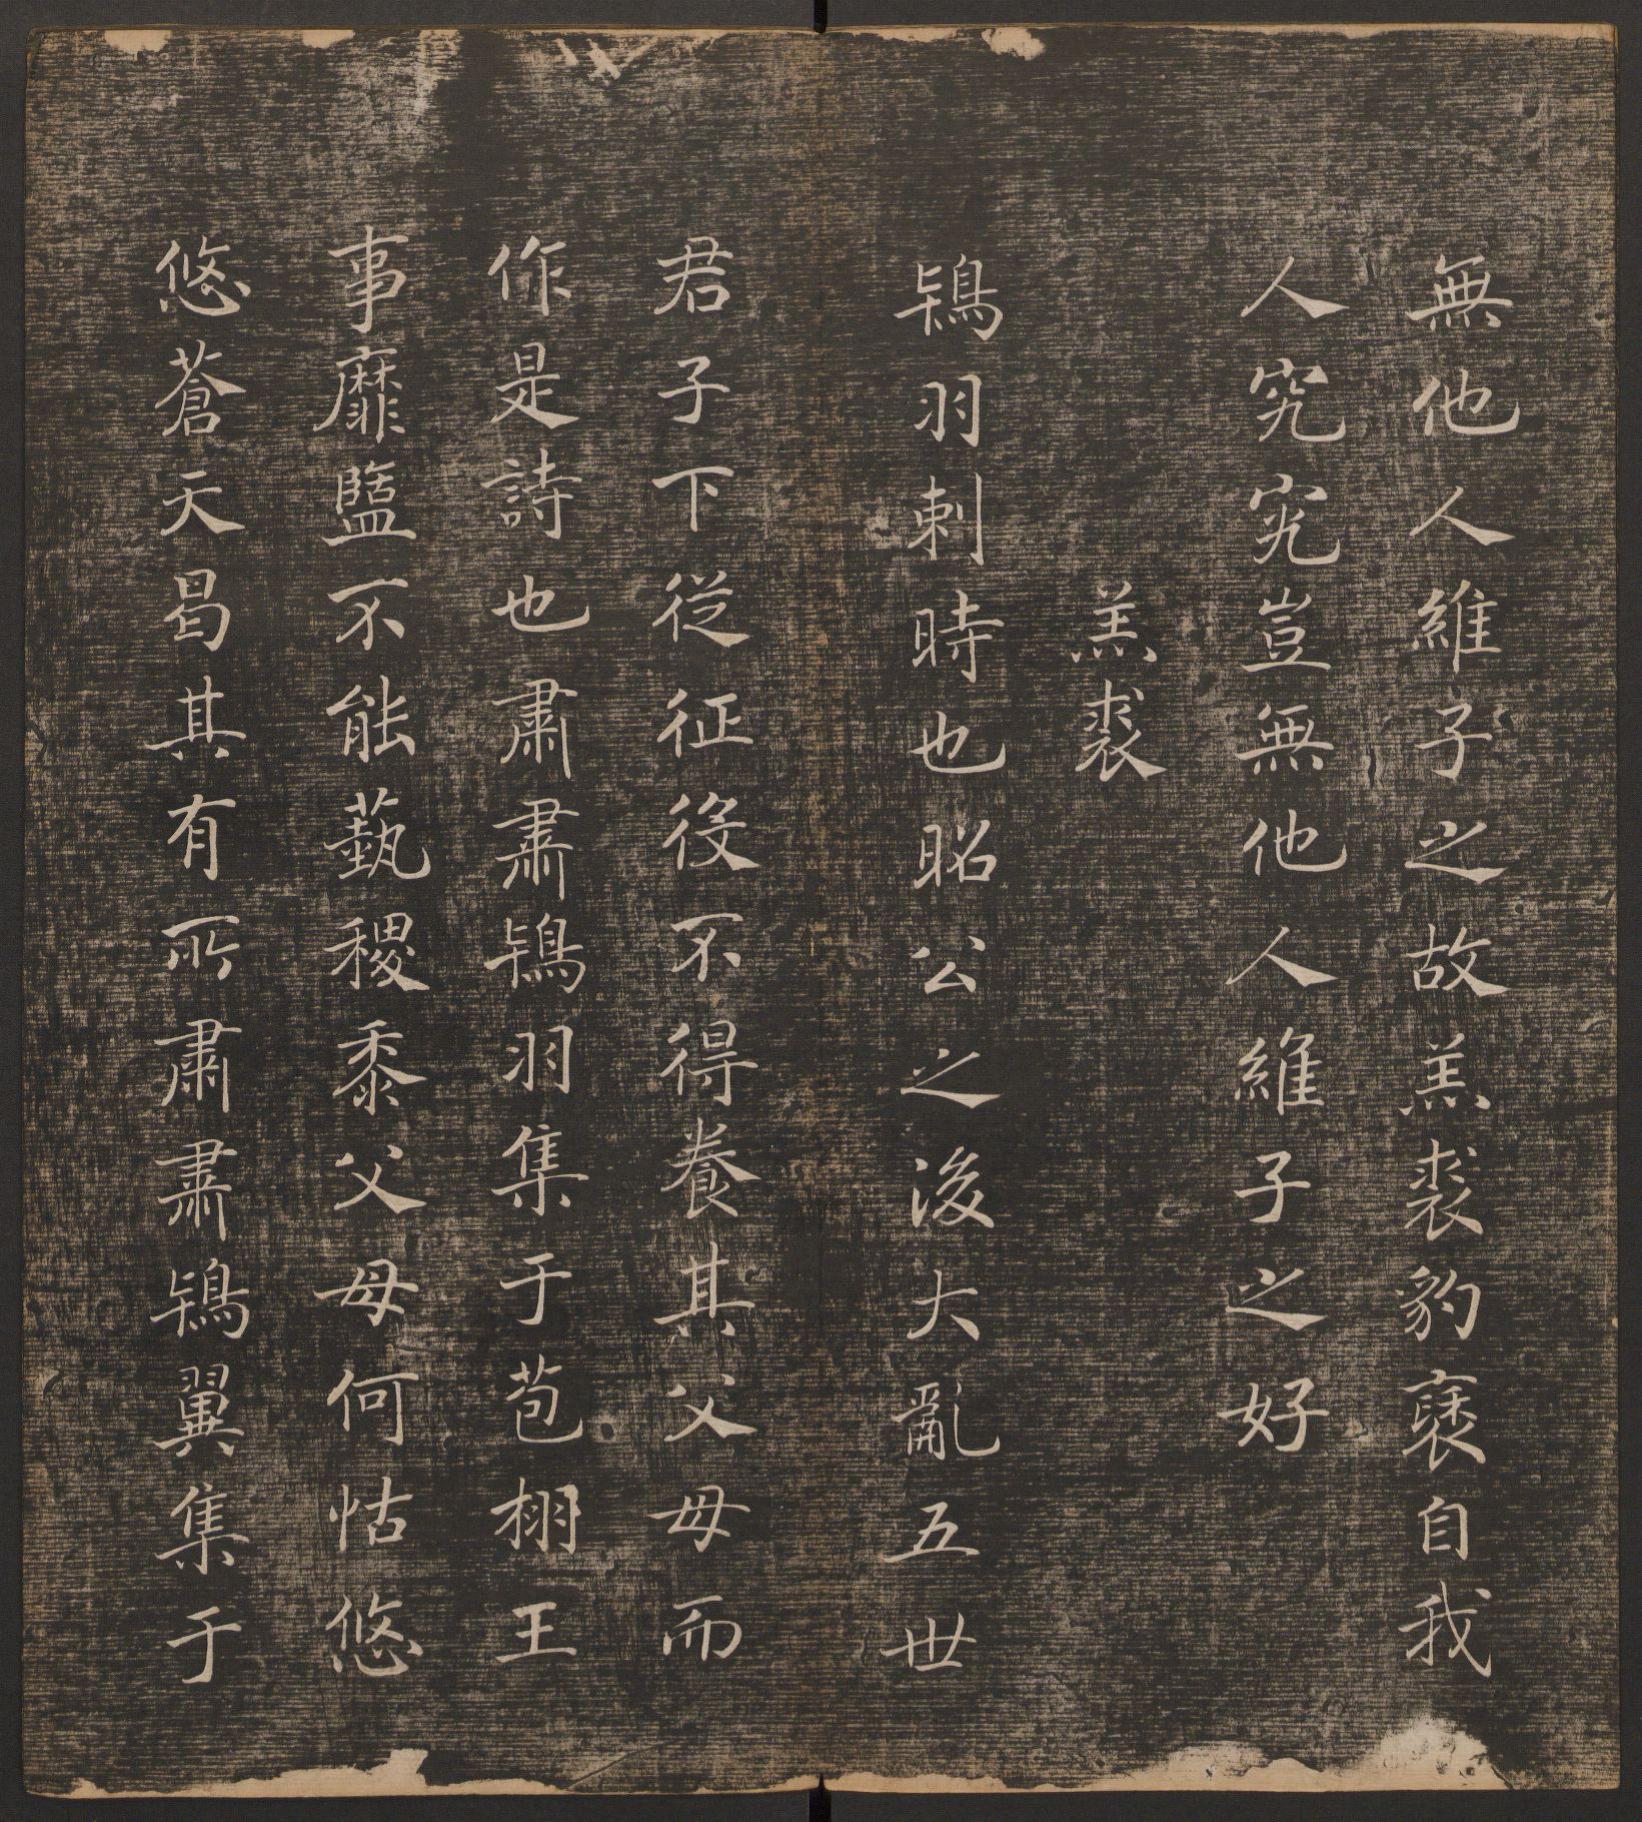 無他人維子之故羔裘豹褎自我
人究究豈無他人維子之好
羔裘
鴇羽刺時也昭公之後大亂五世
君子下從征役不得養其父母而
作是詩也肅肅鴇羽集于苞栩王
事靡盬不能蓺稷黍父母何怙悠
悠蒼天曷其有所肅肅鴇翼集于